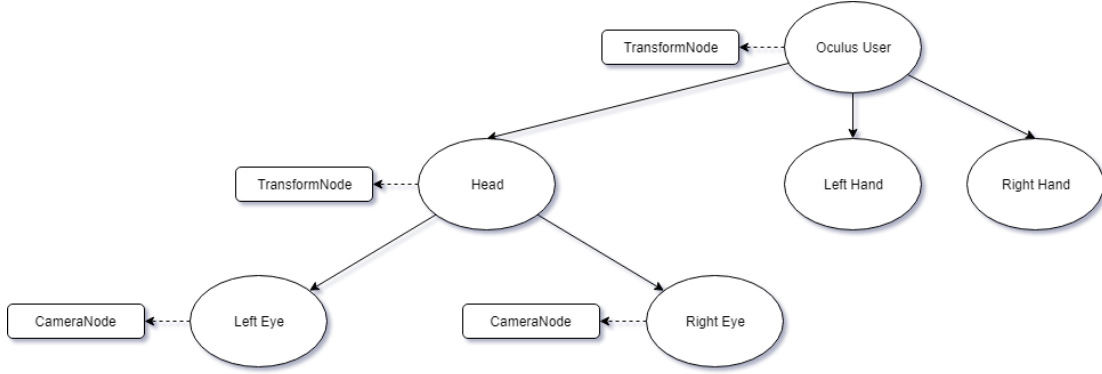 TransformNode
Oculus User
TransformNode
Head
Left Hand
Right Hand
CameraNode
Left Eye
CameraNode
Right Eye